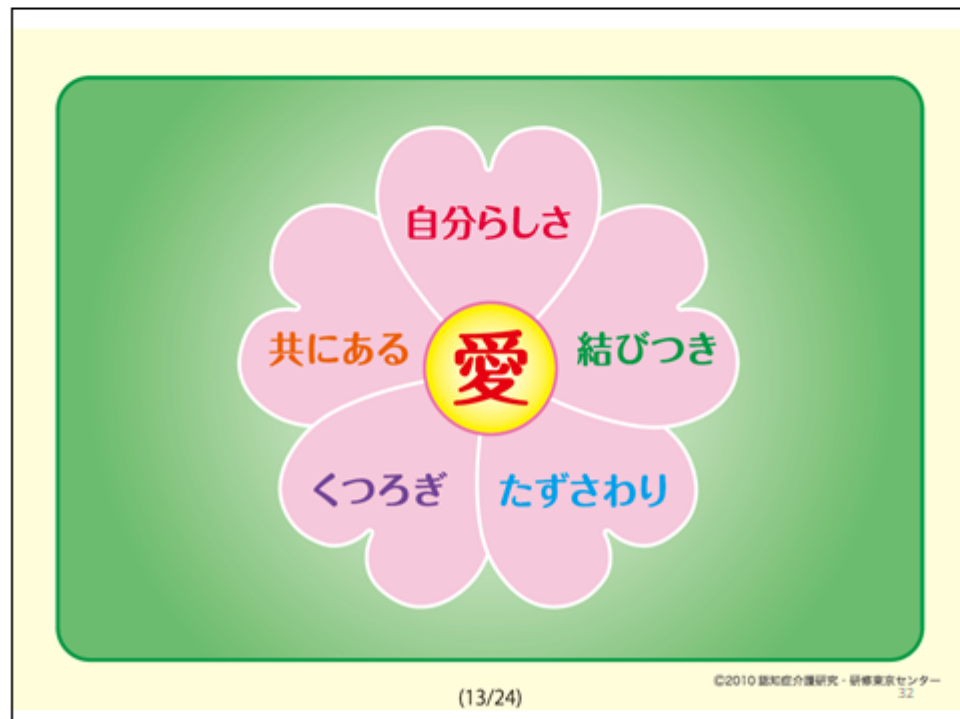 自分らしさ
共にある
愛
結びつき
くつろぎ
たずさわり
©2010 認知症介護研究・研修東京センター
32
(13/24)